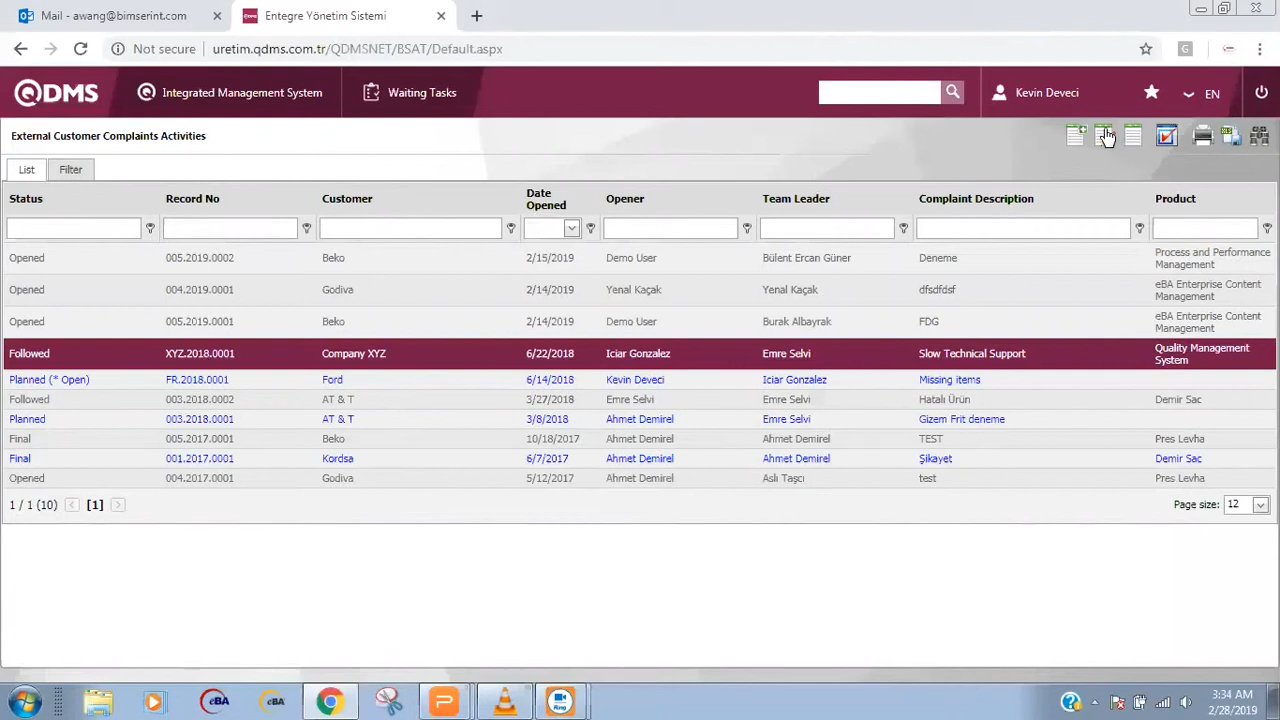 Mail - awang@bimserint.com
Entegre Yönetim Sistemi
Not secure uretim.qdms.com.tr/QDMSNET/BSAT/Default.aspx
QDMS Integrated Management System Waiting Tasks Kevin Deveci EN
External Customer Complaints Activities
List Filter
Status Record No Customer Date Opened Opener Team Leader Complaint Description Product
Opened 005.2019.0002 Beko 2/15/2019 Demo User Bülent Ercan Güner Deneme Process and Performance Management
Opened 004.2019.0001 Godiva 2/14/2019 Yenal Kaçak Yenal Kaçak dfsdfdsf eBA Enterprise Content Management
Opened 005.2019.0001 Beko 2/14/2019 Demo User Burak Albayrak FDG eBA Enterprise Content Management
Followed XYZ.2018.0001 Company XYZ 6/22/2018 Iciar Gonzalez Emre Selvi Slow Technical Support Quality Management System
Planned (* Open) FR.2018.0001 Ford 6/14/2018 Kevin Deveci Iciar Gonzalez Missing items
Followed 003.2018.0002 AT & T 3/27/2018 Emre Selvi Emre Selvi Hatalı Ürün Demir Sac
Planned 003.2018.0001 AT & T 3/8/2018 Ahmet Demirel Emre Selvi Gizem Frit deneme
Final 005.2017.0001 Beko 10/18/2017 Ahmet Demirel Ahmet Demirel TEST Pres Levha
Final 001.2017.0001 Kordsa 6/7/2017 Ahmet Demirel Ahmet Demirel Şikayet Demir Sac
Opened 004.2017.0001 Godiva 5/12/2017 Ahmet Demirel Aslı Taşcı test Pres Levha
1 / 1 (10) [1] Page size: 12
eBA eBA Ring 3:34 AM
2/28/2019